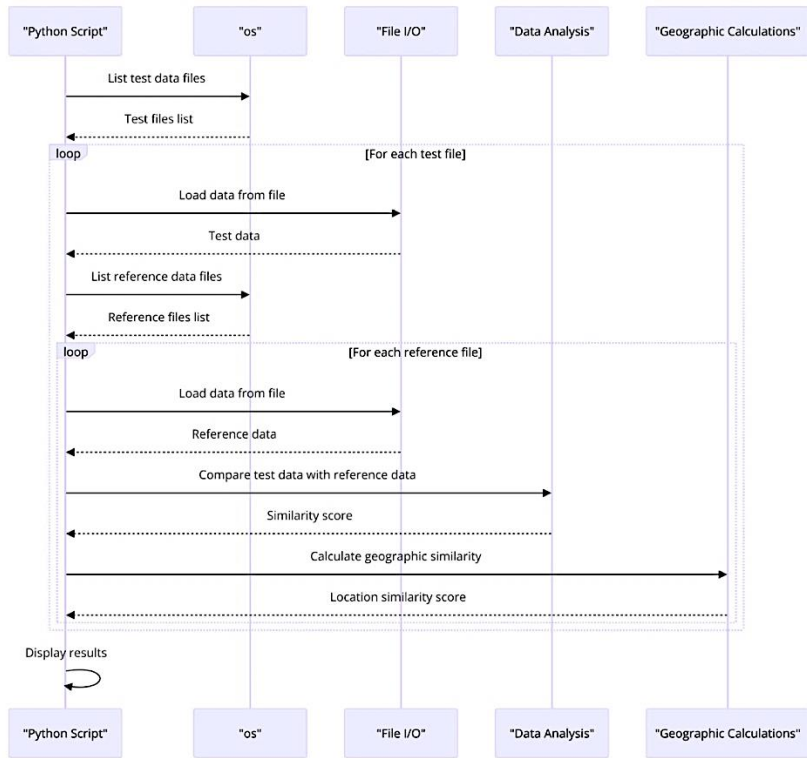 "Python Script" "os" "File I/O" "Data Analysis" "Geographic Calculations"
List test data files
Test files list
loop [For each test file]
Load data from file
Test data
List reference data files
Reference files list
loop [For each reference file]
Load data from file
Reference data
Compare test data with reference data
Similarity score
Calculate geographic similarity
Location similarity score
Display results
"Python Script" "os" "File I/O" "Data Analysis" "Geographic Calculations"